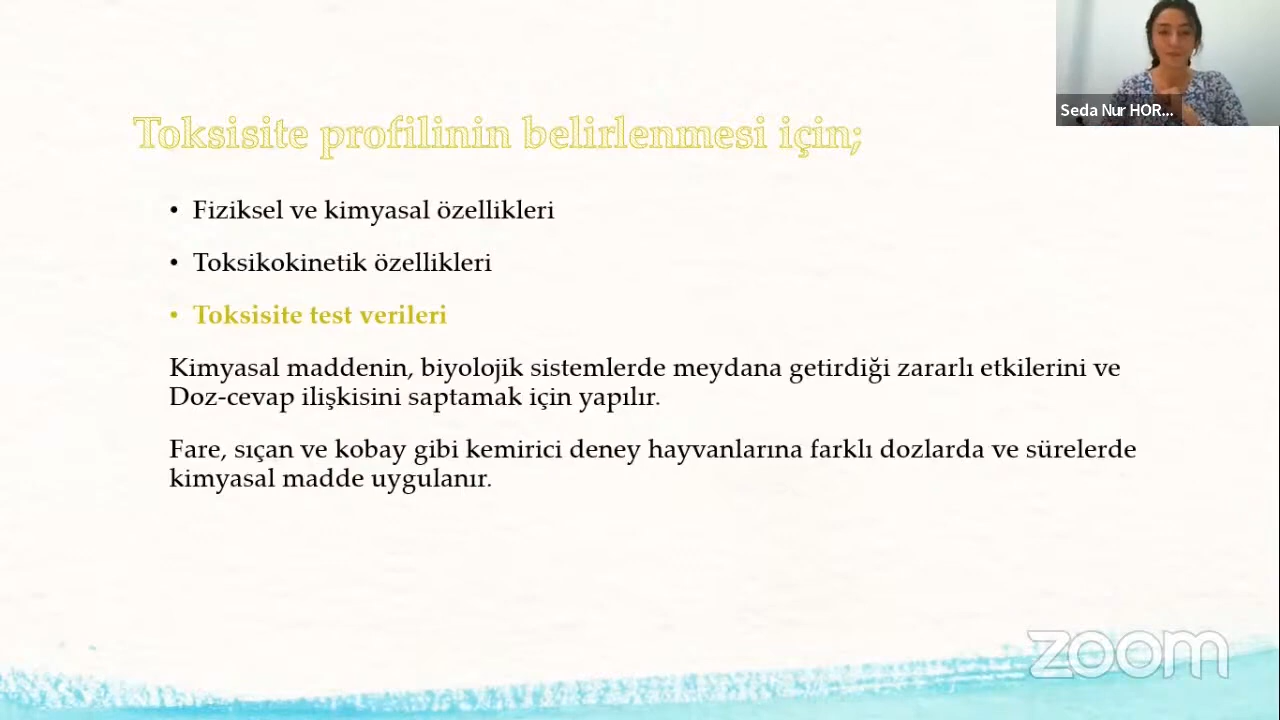 Seda Nur HOR...
Toksisite profilinin belirlenmesi için;
• Fiziksel ve kimyasal özellikleri
• Toksikokinetik özellikleri
• Toksisite test verileri
Kimyasal maddenin, biyolojik sistemlerde meydana getirdiği zararlı etkilerini ve
Doz-cevap ilişkisini saptamak için yapılır.
Fare, sıçan ve kobay gibi kemirici deney hayvanlarına farklı dozlarda ve sürelerde
kimyasal madde uygulanır.
zoom